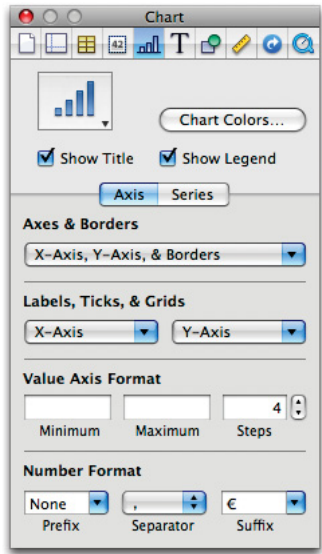 Chart
42
T
Chart Colors...
Show Title Show Legend
Axis Series
Axes & Borders
X-Axis, Y-Axis, & Borders
Labels, Ticks, & Grids
X-Axis Y-Axis
Value Axis Format
4
Minimum Maximum Steps
Number Format
None , €
Prefix Separator Suffix